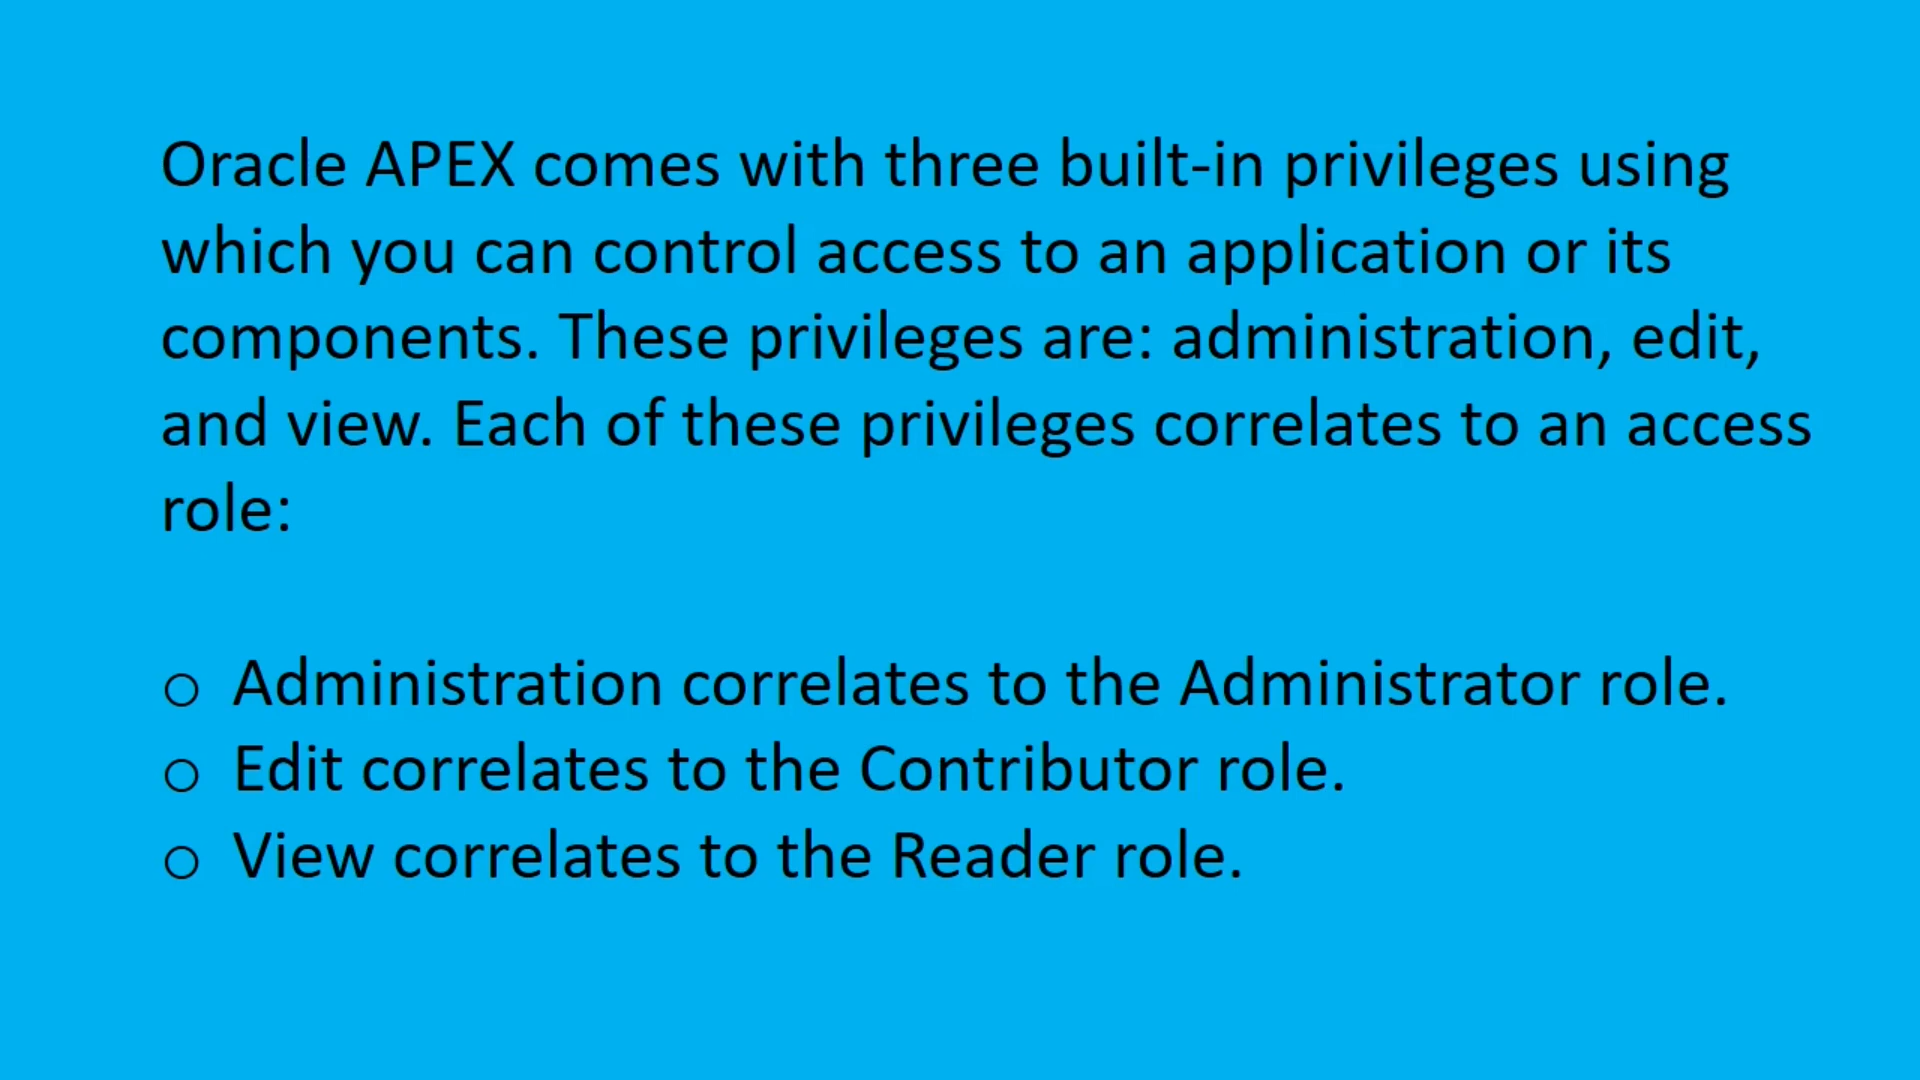 Oracle APEX comes with three built-in privileges using
which you can control access to an application or its
components. These privileges are: administration, edit,
and view. Each of these privileges correlates to an access
role:
o Administration correlates to the Administrator role.
o Edit correlates to the Contributor role.
o View correlates to the Reader role.